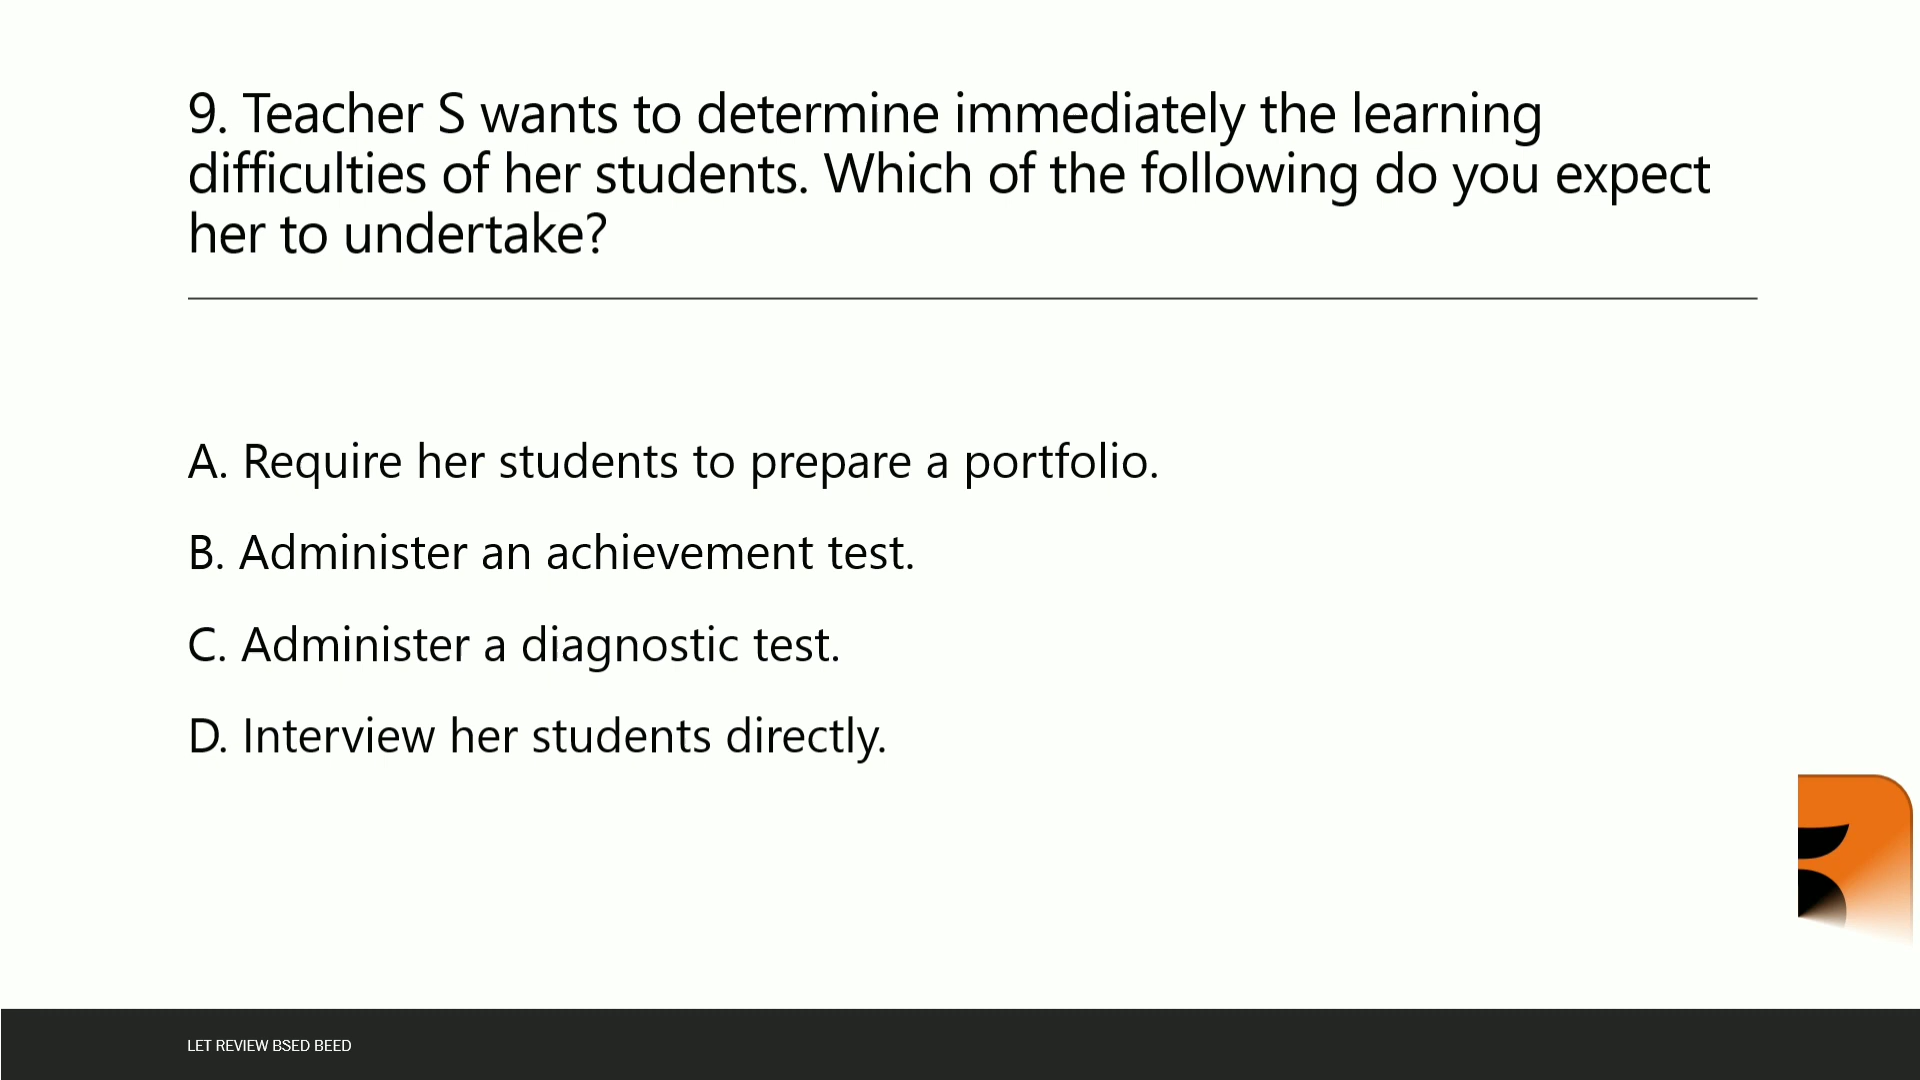 9. Teacher S wants to determine immediately the learning
difficulties of her students. Which of the following do you expect
her to undertake?
A. Require her students to prepare a portfolio.
B. Administer an achievement test.
C. Administer a diagnostic test.
D. Interview her students directly.
LET REVIEW BSED BEED